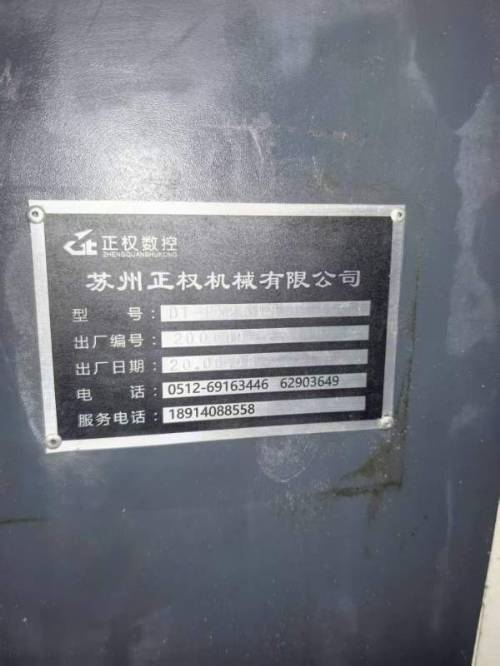 正权数控
ZHENGQUANSHUKONG
苏州正权机械有限公司
型 号:
出厂编号:
出厂日期:
电 话: 0512-69163446 62903649
服务电话: 18914088558